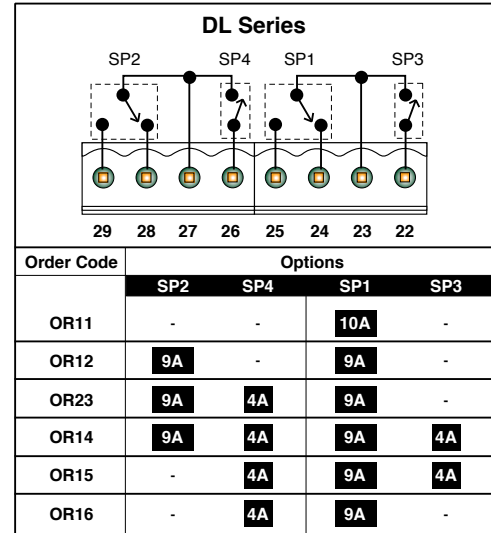 DL Series
SP2 SP4 SP1 SP3
29 28 27 26 25 24 23 22
Order Code Options
SP2 SP4 SP1 SP3
OR11 - - 10A -
OR12 9A - 9A -
OR23 9A 4A 9A -
OR14 9A 4A 9A 4A
OR15 - 4A 9A 4A
OR16 - 4A 9A -